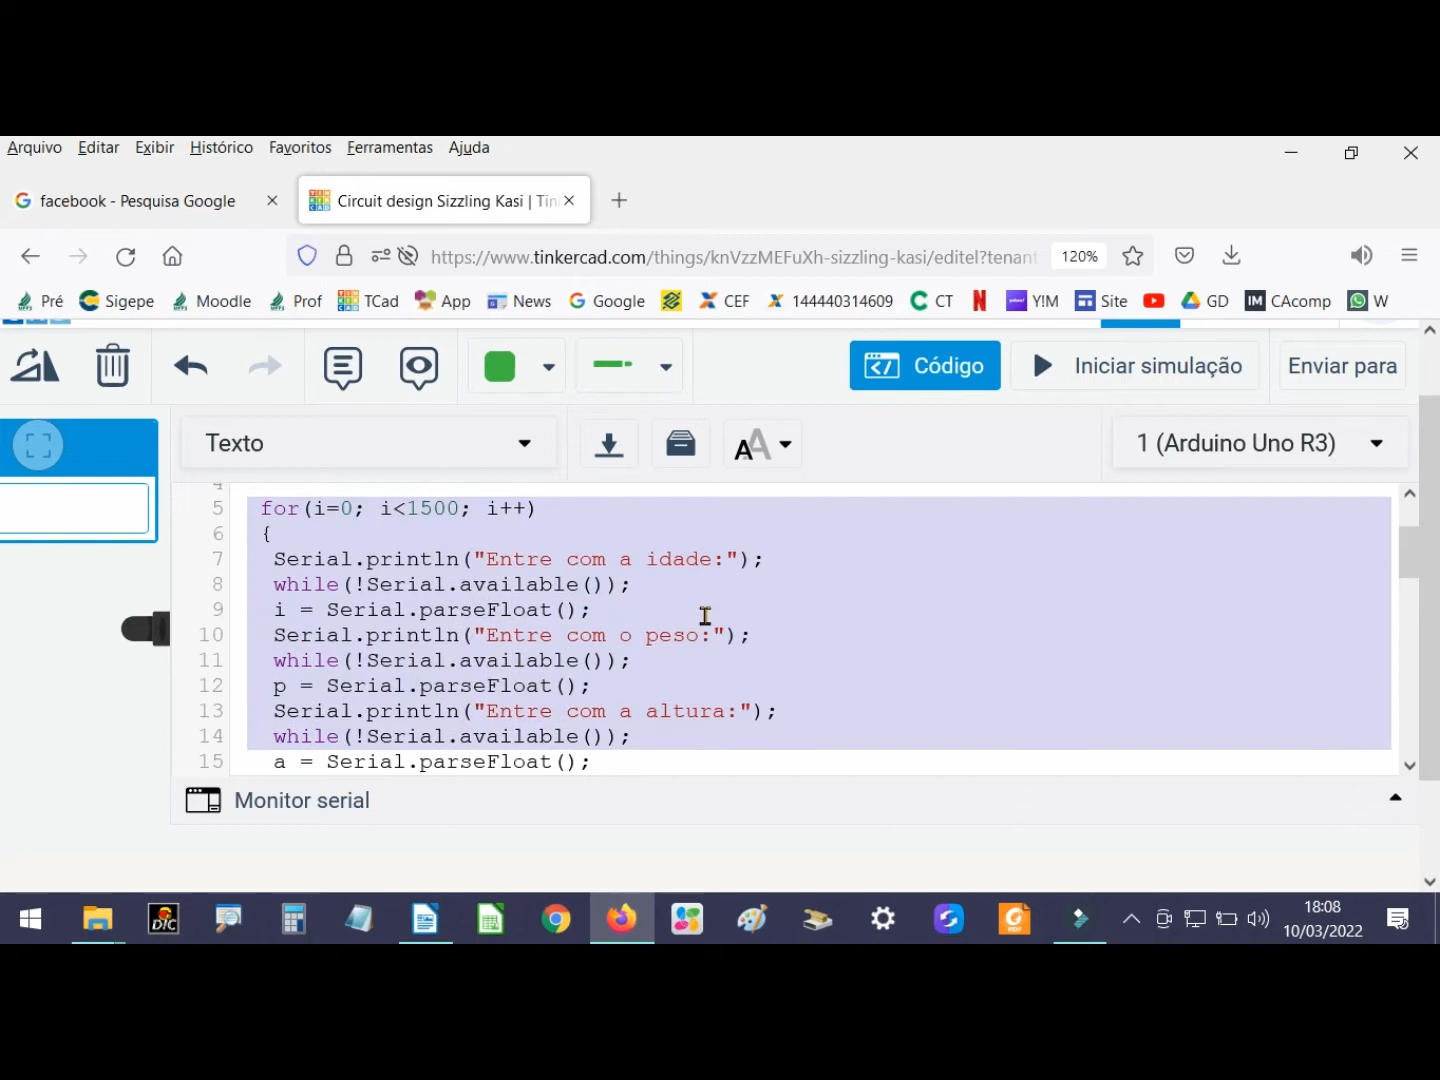 Arquivo Editar Exibir Histórico Favoritos Ferramentas Ajuda
facebook - Pesquisa Google
Circuit design Sizzling Kasi | Tin
https://www.tinkercad.com/things/knVzzMEFuXh-sizzling-kasi/editel?tenant
120%
Pré Sigepe Moodle Prof TCad App News Google CEF 144440314609 CT Y!M Site GD CAcomp W
Código
Iniciar simulação
Enviar para
Texto
1 (Arduino Uno R3)
4
5 for(i=0; i<1500; i++)
6 {
7 Serial.println("Entre com a idade:");
8 while(!Serial.available());
9 i = Serial.parseFloat();
10 Serial.println("Entre com o peso:");
11 while(!Serial.available());
12 p = Serial.parseFloat();
13 Serial.println("Entre com a altura:");
14 while(!Serial.available());
15 a = Serial.parseFloat();
Monitor serial
18:08
10/03/2022